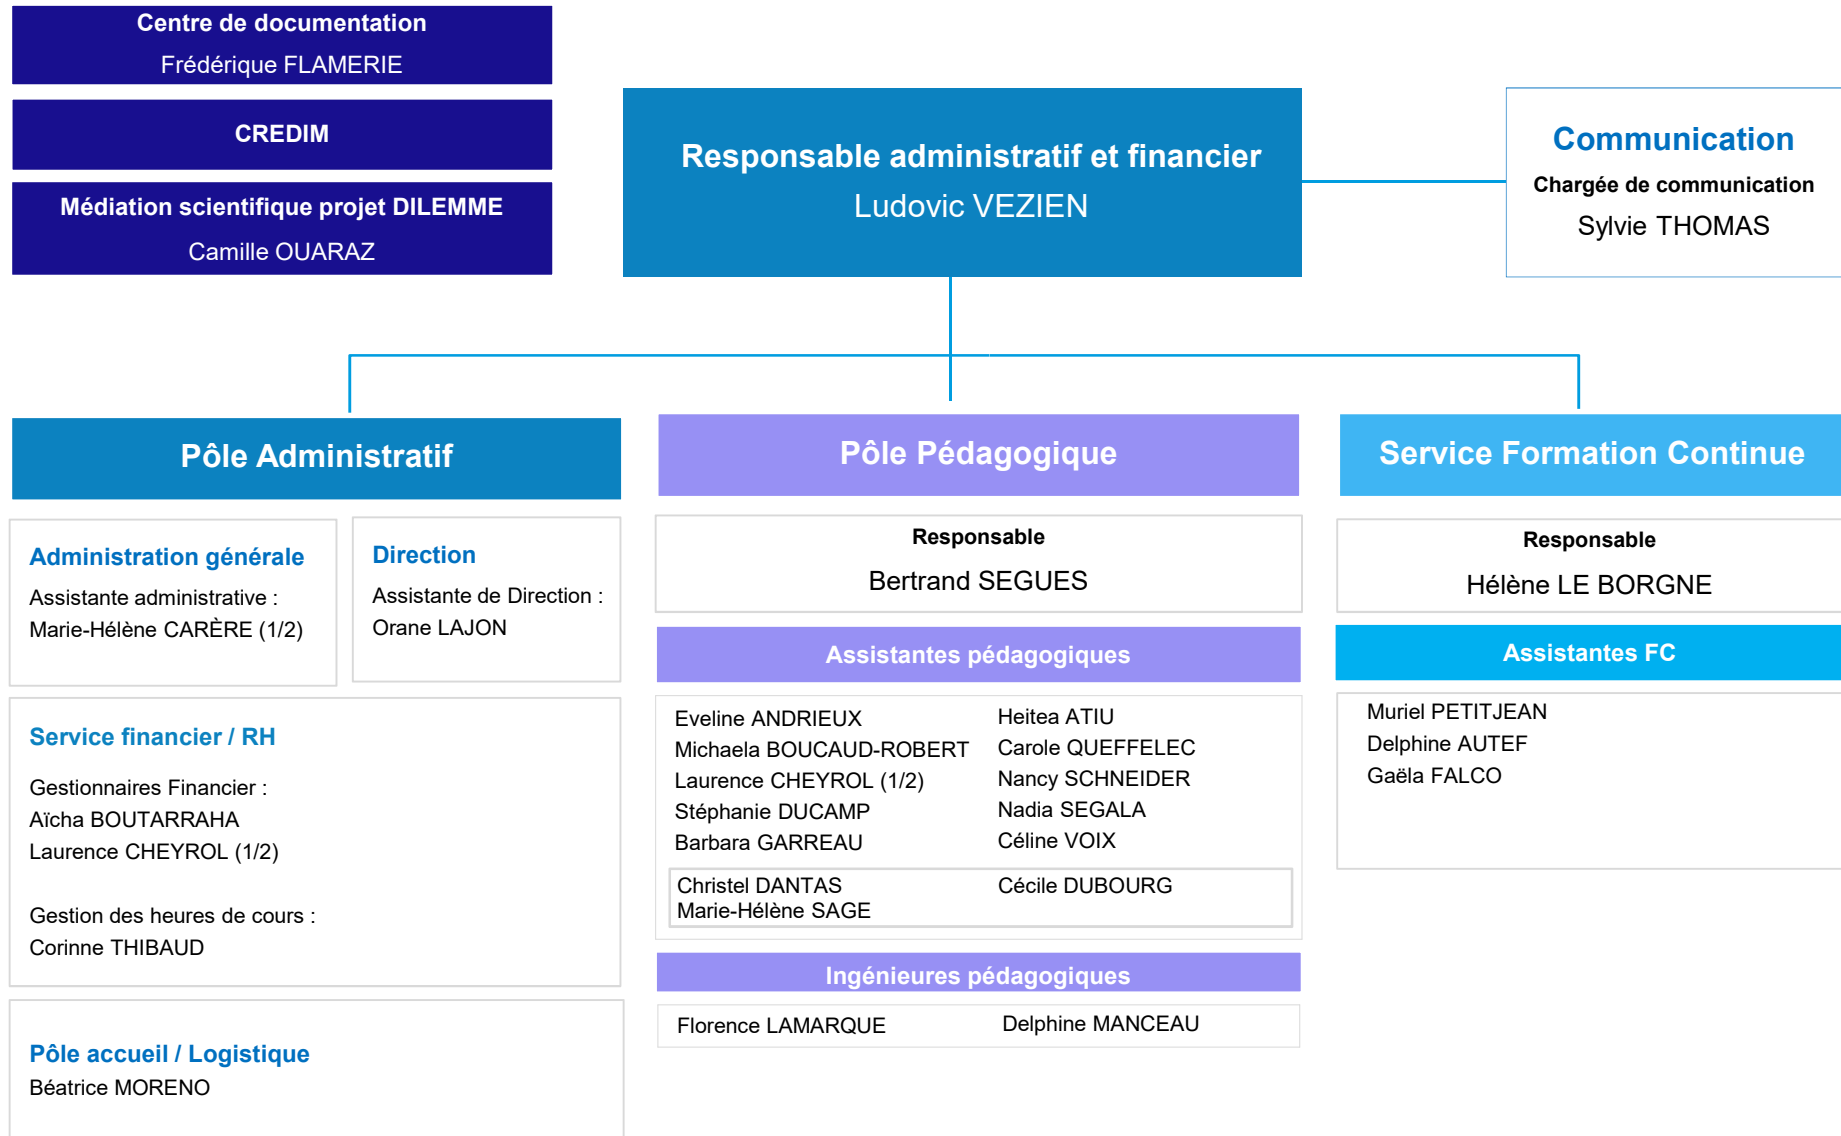 Centre de documentation
Frédérique FLAMERIE
CREDIM
Médiation scientifique projet DILEMME
Camille OUARAZ
Responsable administratif et financier
Ludovic VEZIEN
Communication
Chargée de communication
Sylvie THOMAS
Pôle Administratif
Administration générale
Assistante administrative :
Marie-Hélène CARÈRE (1/2)
Direction
Assistante de Direction :
Orane LAJON
Service financier / RH
Gestionnaires Financier :
Aïcha BOUTARRAHA
Laurence CHEYROL (1/2)
Gestion des heures de cours :
Corinne THIBAUD
Pôle accueil / Logistique
Béatrice MORENO
Pôle Pédagogique
Responsable
Bertrand SEGUES
Assistantes pédagogiques
Eveline ANDRIEUX
Michaela BOUCAUD-ROBERT
Laurence CHEYROL (1/2)
Stéphanie DUCAMP
Barbara GARREAU
Heitea ATIU
Carole QUEFFELEC
Nancy SCHNEIDER
Nadia SEGALA
Céline VOIX
Christel DANTAS
Marie-Hélène SAGE
Cécile DUBOURG
Ingénieures pédagogiques
Florence LAMARQUE
Delphine MANCEAU
Service Formation Continue
Responsable
Hélène LE BORGNE
Assistantes FC
Muriel PETITJEAN
Delphine AUTEF
Gaëla FALCO